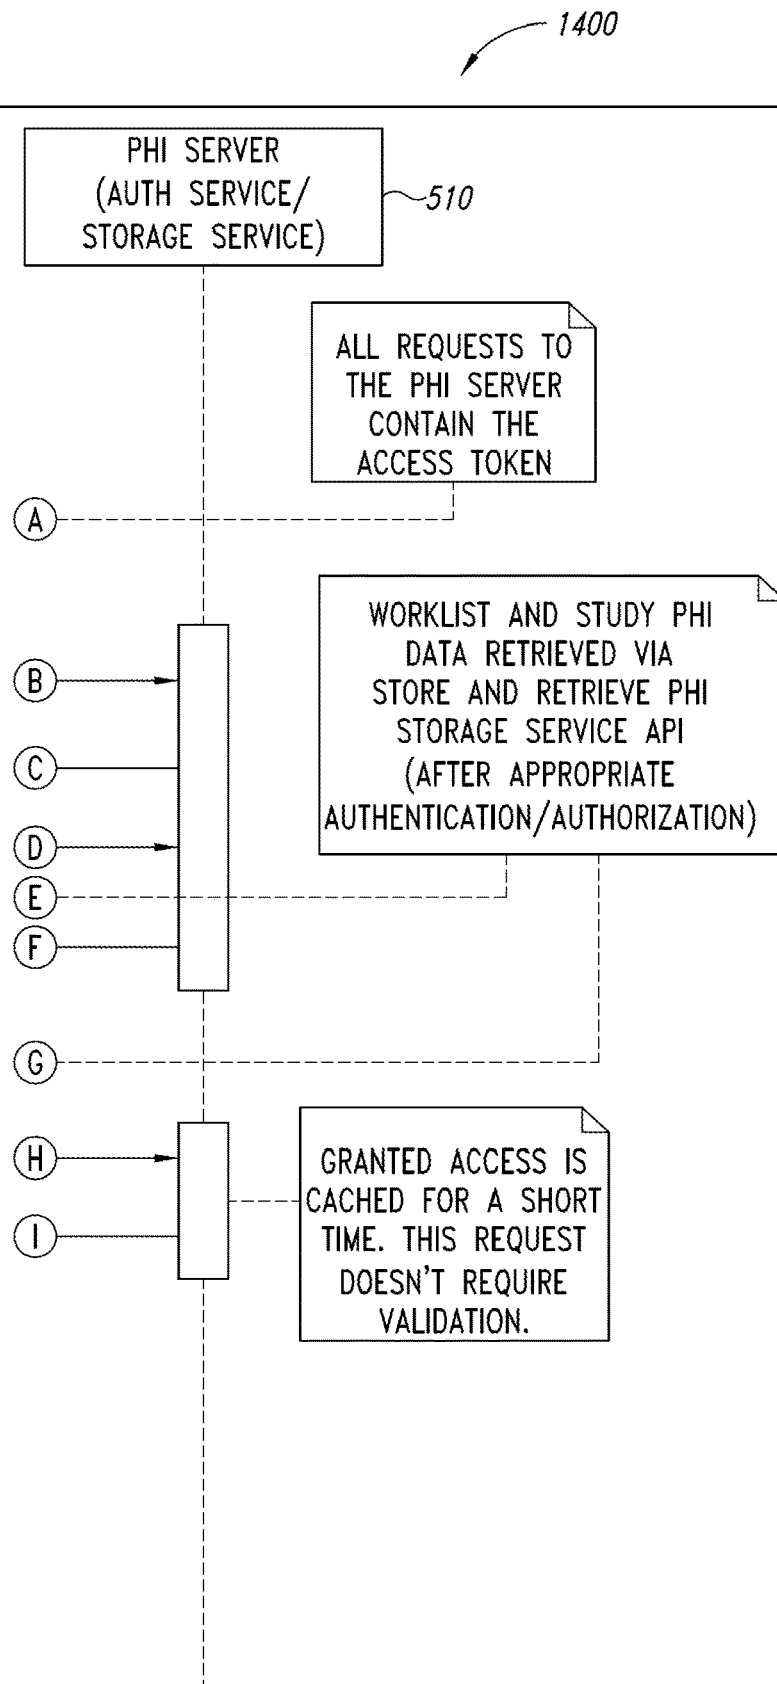 1400
PHI SERVER
(AUTH SERVICE/
STORAGE SERVICE)
510
ALL REQUESTS TO
THE PHI SERVER
CONTAIN THE
ACCESS TOKEN
A
WORKLIST AND STUDY PHI
DATA RETRIEVED VIA
STORE AND RETRIEVE PHI
STORAGE SERVICE API
(AFTER APPROPRIATE
AUTHENTICATION/AUTHORIZATION)
B
C
D
E
F
G
H
GRANTED ACCESS IS
CACHED FOR A SHORT
TIME. THIS REQUEST
DOESN'T REQUIRE
VALIDATION.
I